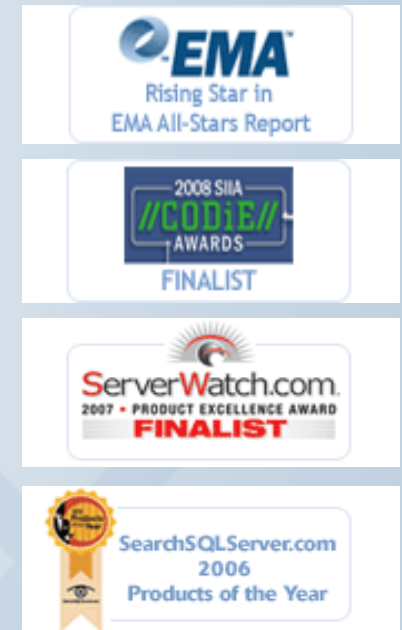 EMA
Rising Star in
EMA All-Stars Report
2008 SIIA
//CODiE//
AWARDS
FINALIST
ServerWatch.com
2007 • PRODUCT EXCELLENCE AWARD
FINALIST
Products
SearchSQLServer.com
2006
Products of the Year